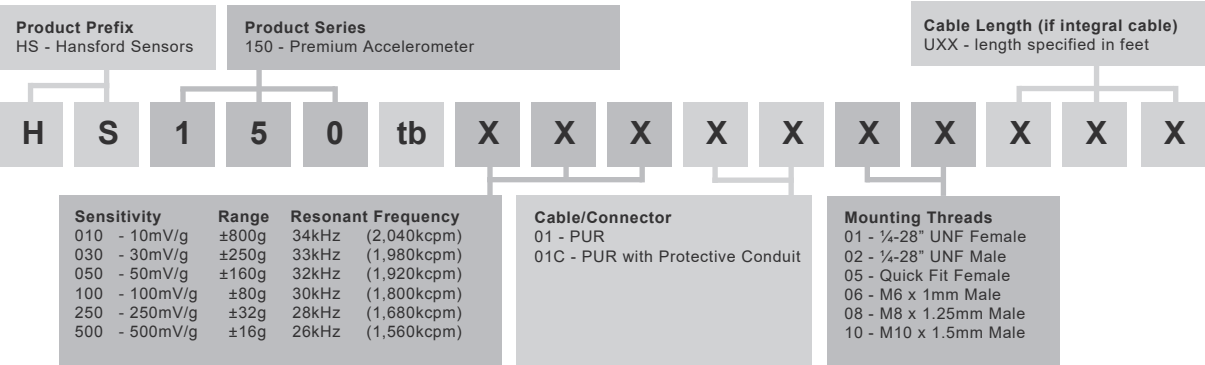 Product Prefix
HS - Hansford Sensors
Product Series
150 - Premium Accelerometer
Cable Length (if integral cable)
UXX - length specified in feet
H S 1 5 0 tb X X X X X X X X X X
Sensitivity Range Resonant Frequency
010 - 10mV/g ±800g 34kHz (2,040kcpm)
030 - 30mV/g ±250g 33kHz (1,980kcpm)
050 - 50mV/g ±160g 32kHz (1,920kcpm)
100 - 100mV/g ±80g 30kHz (1,800kcpm)
250 - 250mV/g ±32g 28kHz (1,680kcpm)
500 - 500mV/g ±16g 26kHz (1,560kcpm)
Cable/Connector
01 - PUR
01C - PUR with Protective Conduit
Mounting Threads
01 - ¼-28” UNF Female
02 - ¼-28” UNF Male
05 - Quick Fit Female
06 - M6 x 1mm Male
08 - M8 x 1.25mm Male
10 - M10 x 1.5mm Male